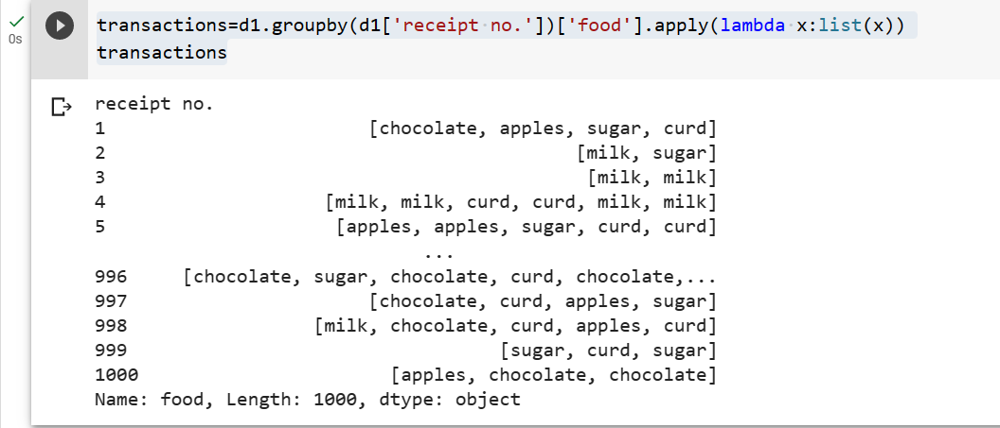 transactions=d1.groupby(d1['receipt no.'])['food'].apply(lambda x:list(x))
transactions
0s
receipt no.
1 [chocolate, apples, sugar, curd]
2 [milk, sugar]
3 [milk, milk]
4 [milk, milk, curd, curd, milk, milk]
5 [apples, apples, sugar, curd, curd]
...
996 [chocolate, sugar, chocolate, curd, chocolate,...
997 [chocolate, curd, apples, sugar]
998 [milk, chocolate, curd, apples, curd]
999 [sugar, curd, sugar]
1000 [apples, chocolate, chocolate]
Name: food, Length: 1000, dtype: object